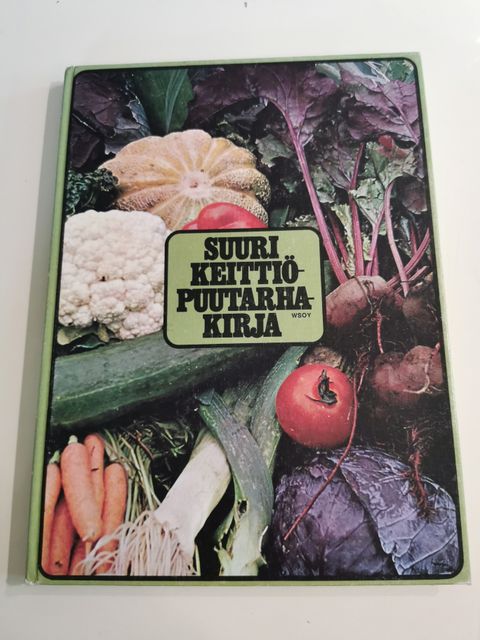 SUURI
KEITTIÖ-
PUUTARHA-
KIRJA
WSOY